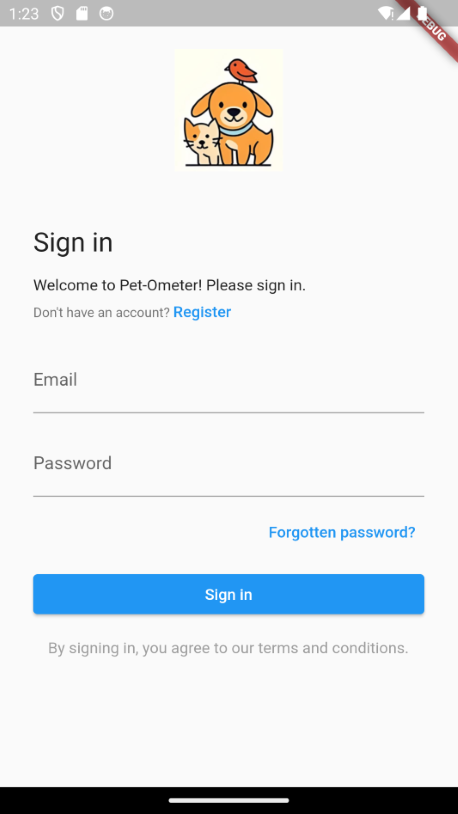 1:23
DEBUG
Sign in
Welcome to Pet-Ometer! Please sign in.
Don't have an account? Register
Email
Password
Forgotten password?
Sign in
By signing in, you agree to our terms and conditions.